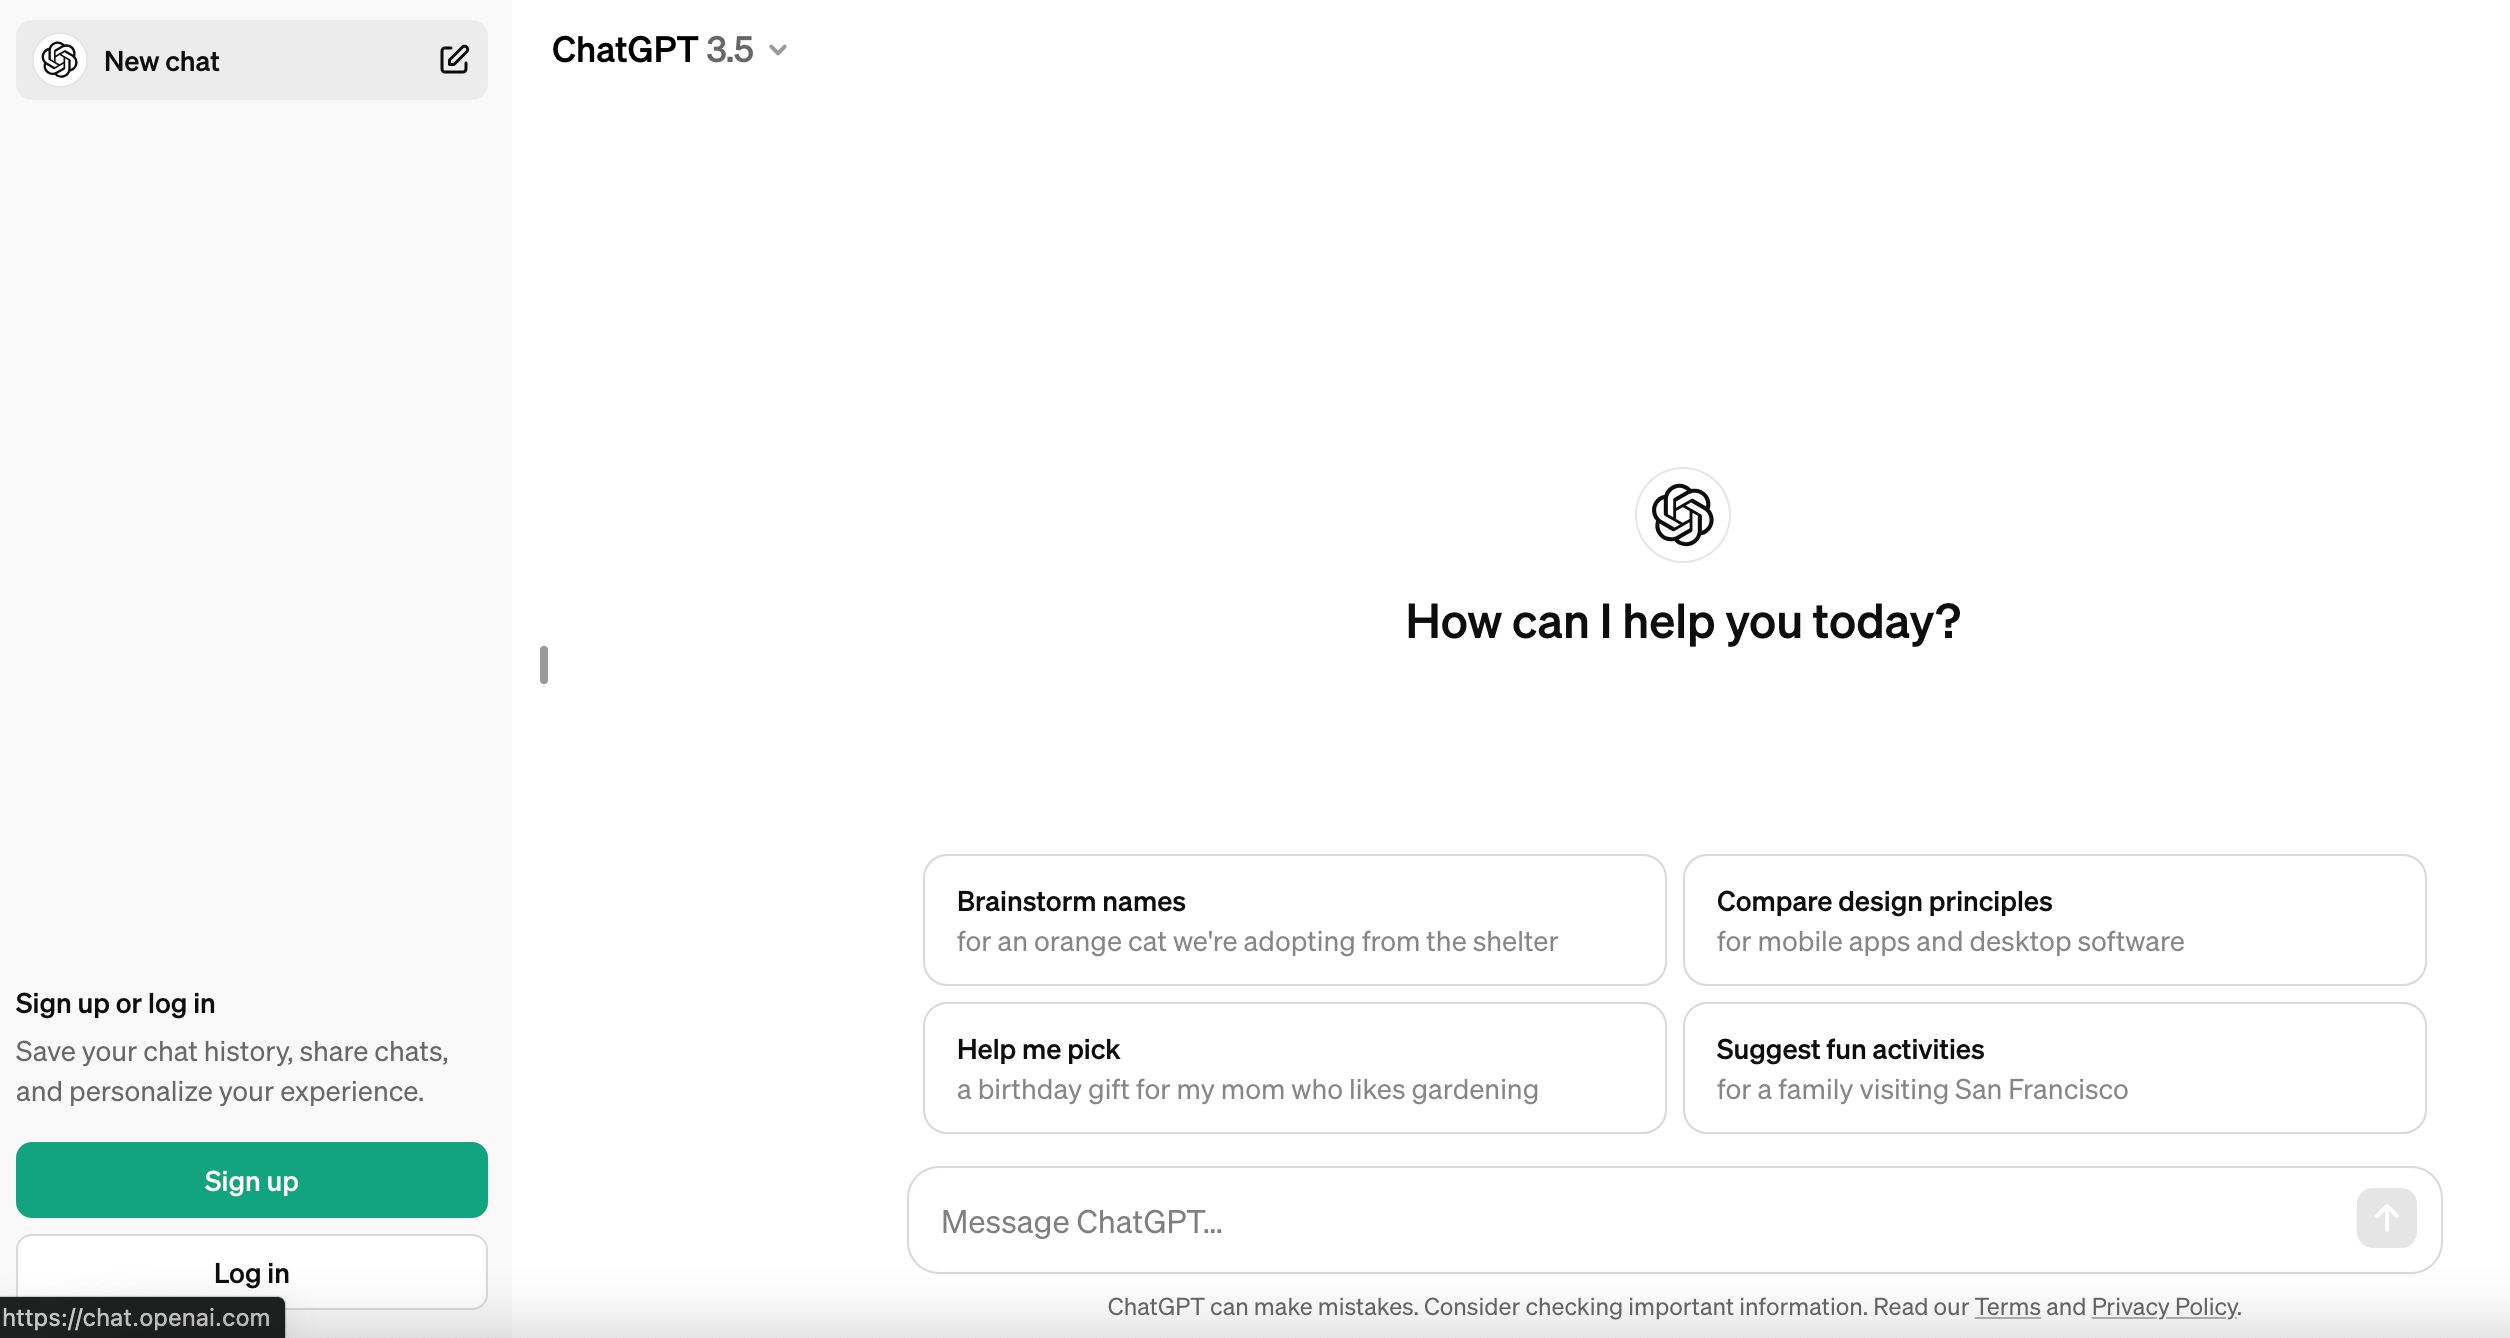 New chat
ChatGPT 3.5
How can I help you today?
Brainstorm names
for an orange cat we're adopting from the shelter
Compare design principles
for mobile apps and desktop software
Help me pick
a birthday gift for my mom who likes gardening
Suggest fun activities
for a family visiting San Francisco
Sign up or log in
Save your chat history, share chats,
and personalize your experience.
Sign up
Log in
https://chat.openai.com
Message ChatGPT...
ChatGPT can make mistakes. Consider checking important information. Read our Terms and Privacy Policy.